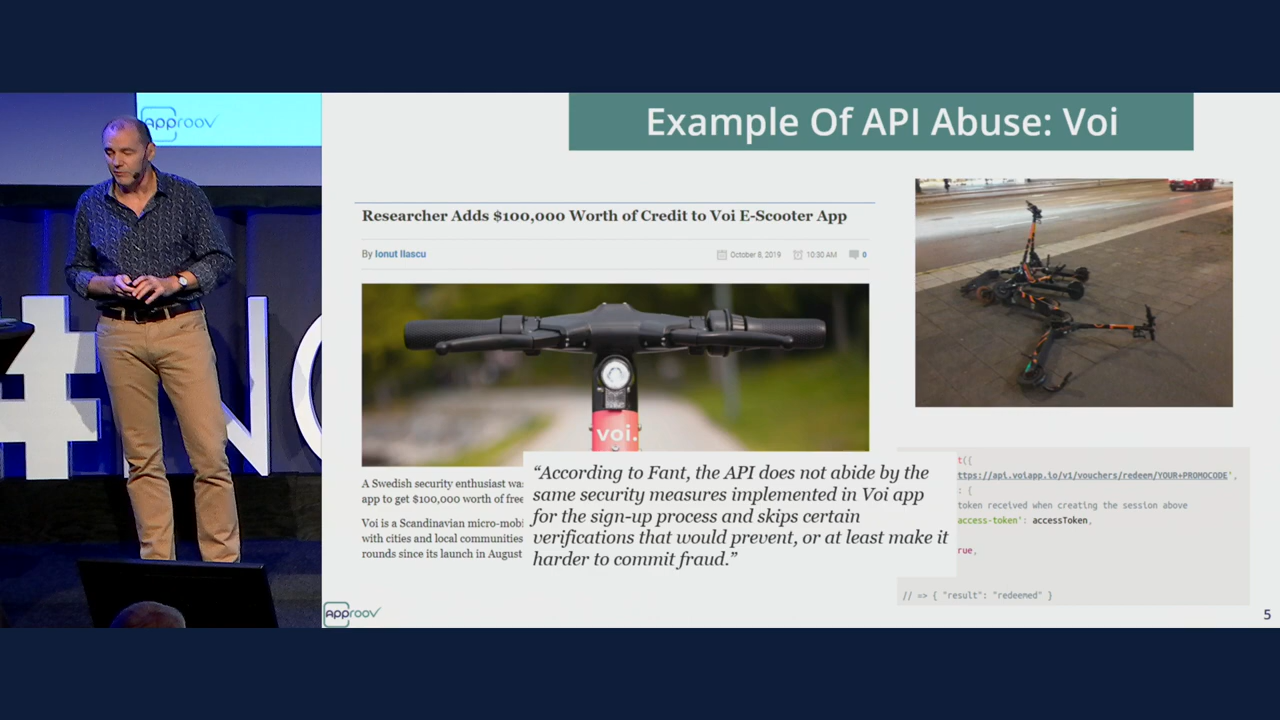 approov
#NO
Example Of API Abuse: Voi
Researcher Adds $100,000 Worth of Credit to Voi E-Scooter App
By Ionut Ilascu
October 8, 2019
10:30 AM
0
voi.
A Swedish security enthusiast
app to get $100,000 worth of
Voi is a Scandinavian
with cities and local communities
rounds since its launch in August
“According to Fant, the API does not abide by the
same security measures implemented in Voi app
for the sign-up process and skips certain
verifications that would prevent, or at least make it
harder to commit fraud.”
t({
https://api.voiapp.io/v1/vouchers/redeem/YOUR+PROMOCODE',
: {
token received when creating the session above
access-token': accessToken,
rue,
// => { "result": "redeemed" }
approov
5